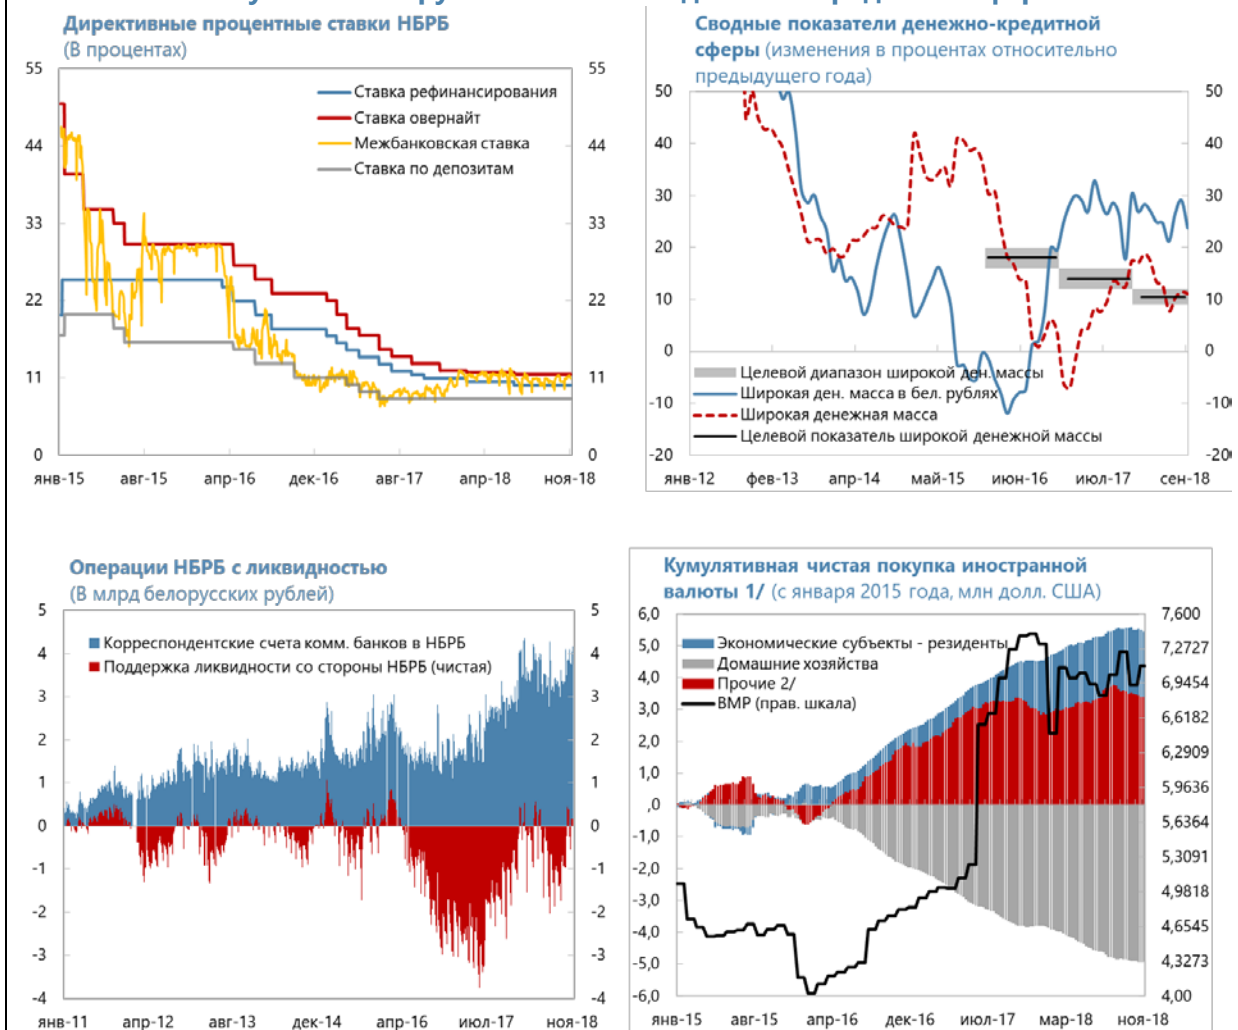 Директивные процентные ставки НБРБ
(В процентах)
55
44
33
22
11
0
55
44
33
22
11
0
Ставка рефинансирования
Ставка овернайт
Межбанковская ставка
Ставка по депозитам
янв-15 авг-15 апр-16 дек-16 авг-17 апр-18 ноя-18
Сводные показатели денежно-кредитной
сферы (изменения в процентах относительно
предыдущего года)
50
40
30
20
10
0
-10
-20
50
40
30
20
10
0
-10
-20
Целевой диапазон широкой ден. массы
Широкая ден. масса в бел. рублях
Широкая денежная масса
Целевой показатель широкой денежной массы
янв-12 фев-13 апр-14 май-15 июн-16 июл-17 сен-18
Операции НБРБ с ликвидностью
(В млрд белорусских рублей)
5
4
3
2
1
0
-1
-2
-3
-4
5
4
3
2
1
0
-1
-2
-3
-4
Корреспондентские счета комм. банков в НБРБ
Поддержка ликвидности со стороны НБРБ (чистая)
янв-11 апр-12 авг-13 дек-14 апр-16 июл-17 ноя-18
Кумулятивная чистая покупка иностранной
валюты 1/ (с января 2015 года, млн долл. США)
6,0
5,0
4,0
3,0
2,0
1,0
,0
-1,0
-2,0
-3,0
-4,0
-5,0
-6,0
7,600
7,2727
6,9454
6,6182
6,2909
5,9636
5,6364
5,3091
4,9818
4,6545
4,3273
4,00
Экономические субъекты - резиденты
Домашние хозяйства
Прочие 2/
ВМР (прав. шкала)
янв-15 авг-15 апр-16 дек-16 июл-17 мар-18 ноя-18